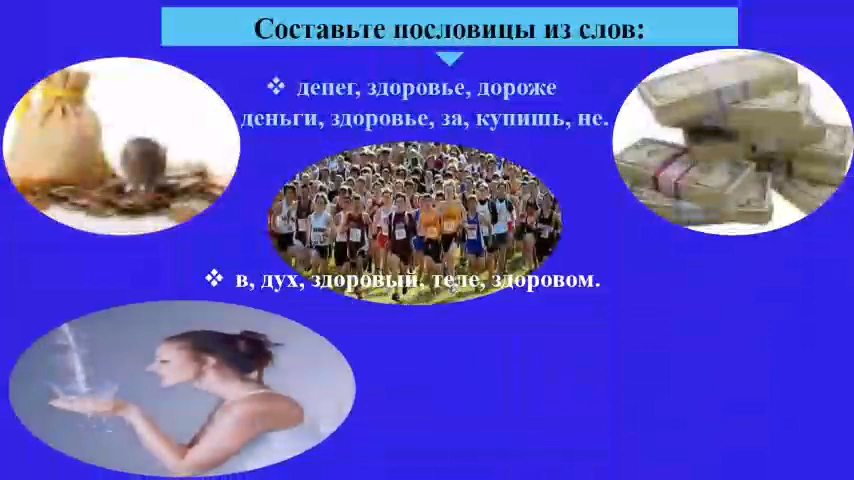 Составьте пословицы из слов:
❖ денег, здоровье, дороже
деньги, здоровье, за, купишь, не.
❖ в, дух, здоровый, теле, здоровом.